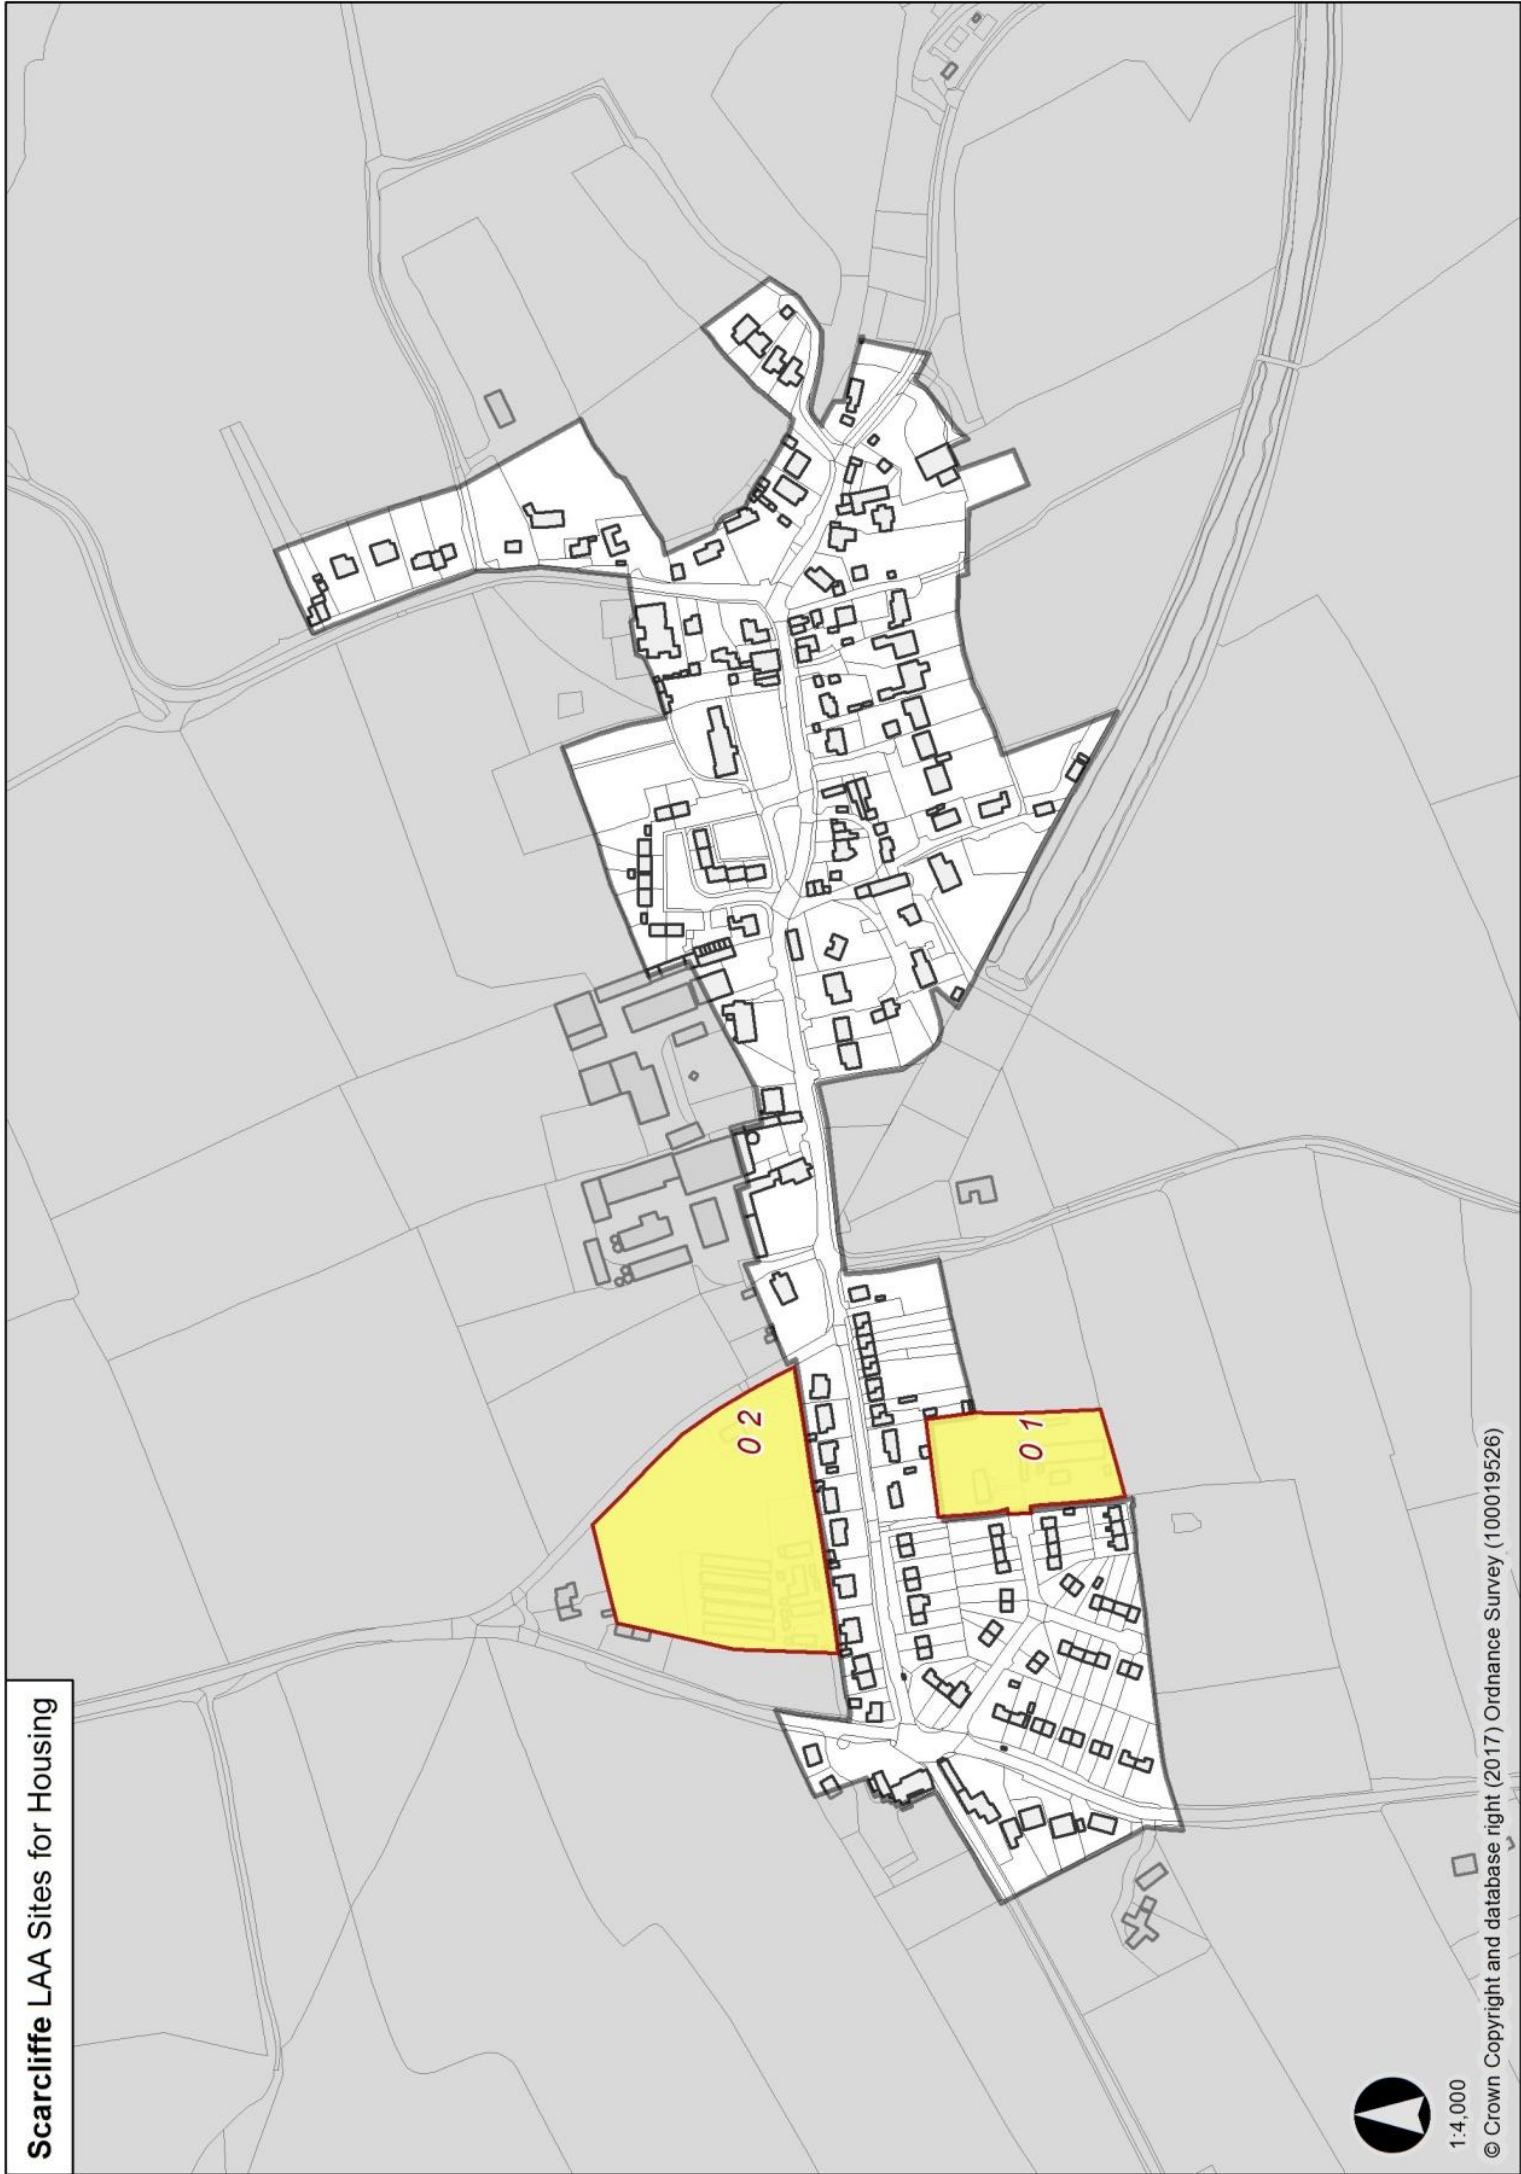 Scarcliffe LAA Sites for Housing
02
01
1:4,000
© Crown Copyright and database right (2017) Ordnance Survey (100019526)